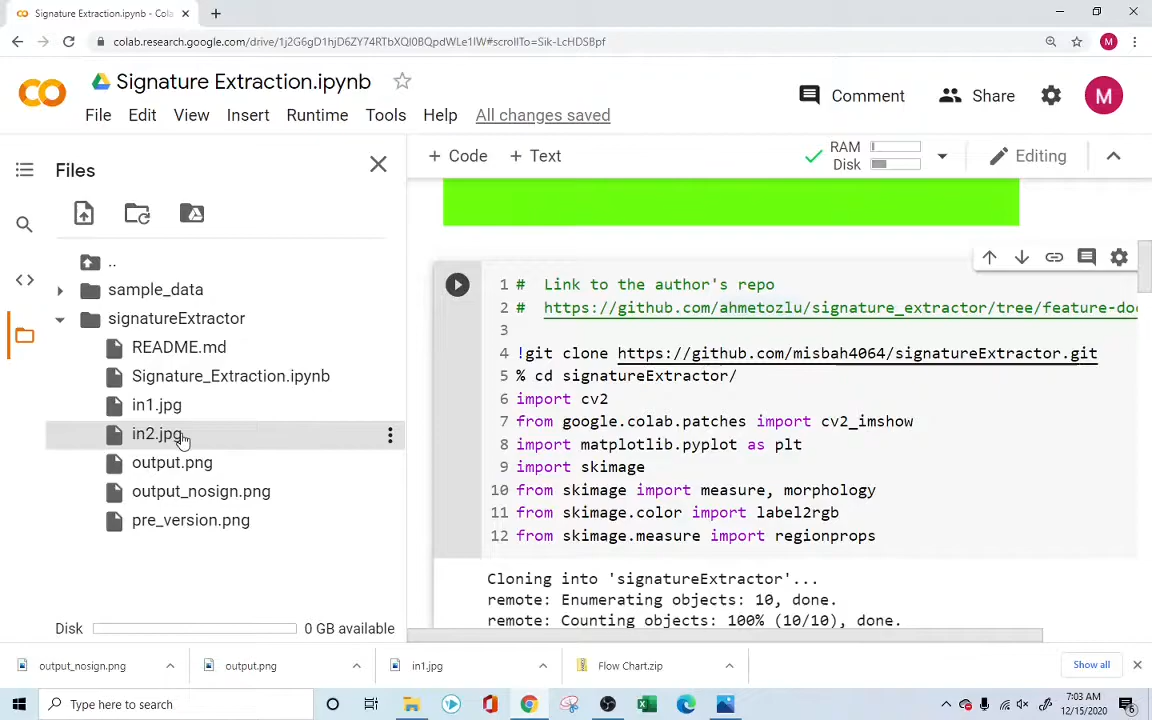 Signature Extraction.ipynb - Cola
colab.research.google.com/drive/1j2G6gD1hjD6ZY74RTbXQl0BQpdWLe1IW#scrollTo=Sik-LcHDSBpf
M
Signature Extraction.ipynb
Comment
Share
M
File Edit View Insert Runtime Tools Help All changes saved
Files
+ Code + Text
RAM
Disk
Editing
..
sample_data
signatureExtractor
README.md
Signature_Extraction.ipynb
in1.jpg
in2.jpg
output.png
output_nosign.png
pre_version.png
Disk 0 GB available
1 # Link to the author's repo
2 # https://github.com/ahmetozlu/signature_extractor/tree/feature-doc
3
4 !git clone https://github.com/misbah4064/signatureExtractor.git
5 % cd signatureExtractor/
6 import cv2
7 from google.colab.patches import cv2_imshow
8 import matplotlib.pyplot as plt
9 import skimage
10 from skimage import measure, morphology
11 from skimage.color import label2rgb
12 from skimage.measure import regionprops
Cloning into 'signatureExtractor'...
remote: Enumerating objects: 10, done.
remote: Counting objects: 100% (10/10), done.
output_nosign.png
output.png
in1.jpg
Flow Chart.zip
Show all
Type here to search
7:03 AM
12/15/2020
6